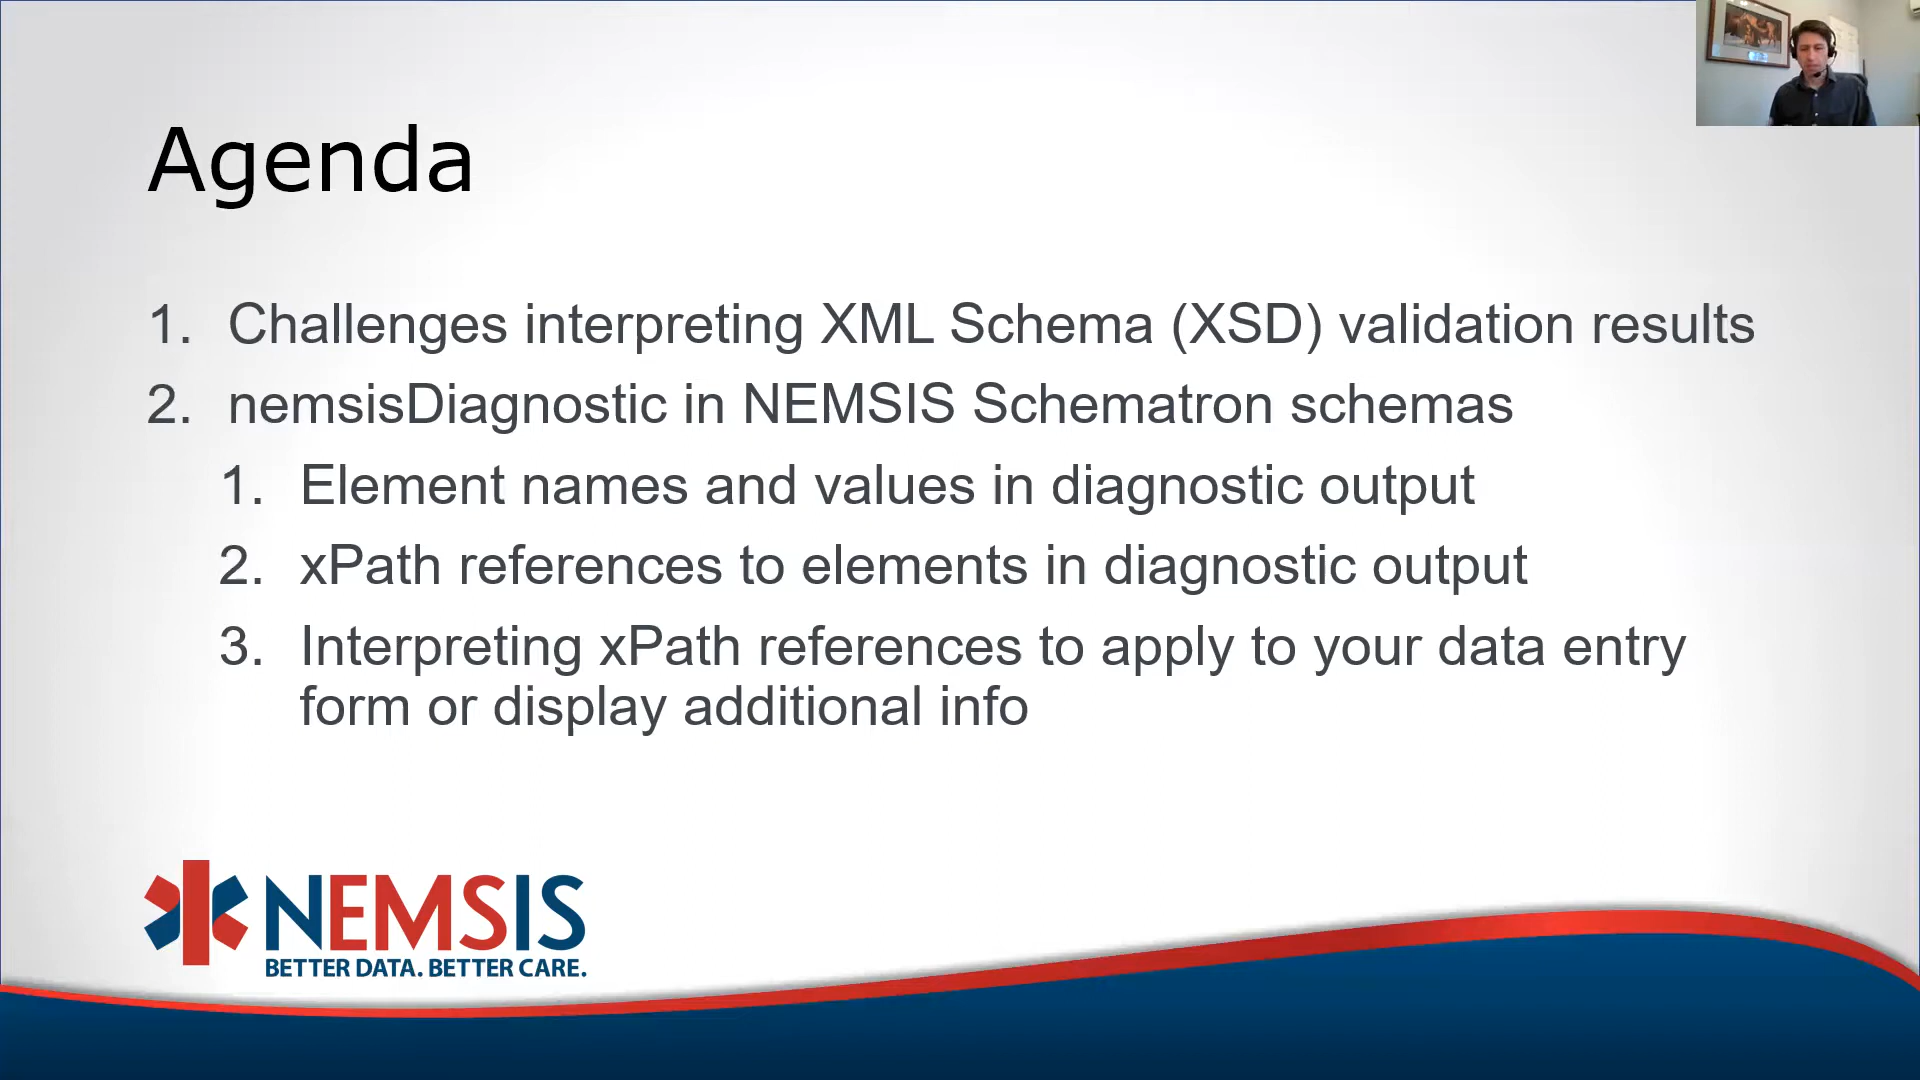 Agenda
1. Challenges interpreting XML Schema (XSD) validation results
2. nemsisDiagnostic in NEMSIS Schematron schemas
1. Element names and values in diagnostic output
2. xPath references to elements in diagnostic output
3. Interpreting xPath references to apply to your data entry
form or display additional info
NEMSIS
BETTER DATA. BETTER CARE.